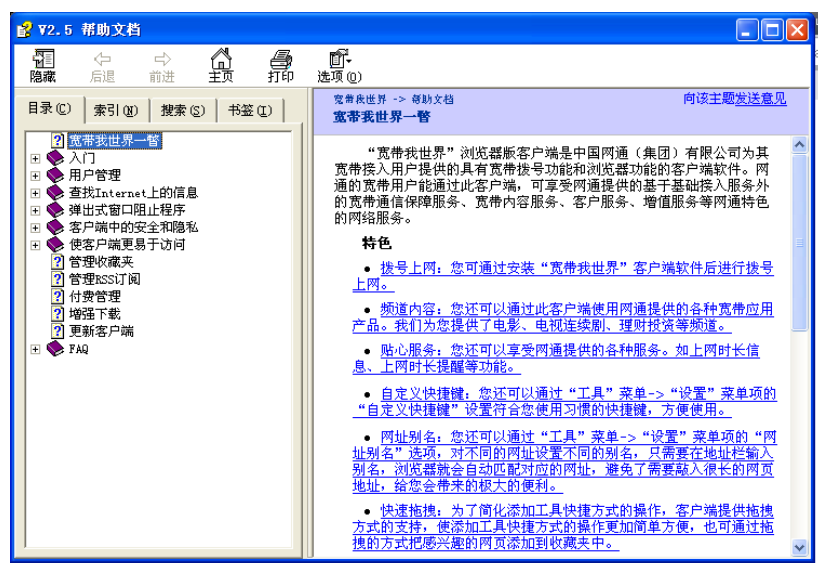 V2.5 帮助文档
隐藏 后退 前进 主页 打印 选项(O)
目录(C) 索引(N) 搜索(S) 书签(I)
宽带我世界一瞥
入门
用户管理
查找Internet上的信息
弹出式窗口阻止程序
客户端中的安全和隐私
使客户端更易于访问
管理收藏夹
管理RSS订阅
付费管理
增强下载
更新客户端
FAQ
宽带我世界 -> 帮助文档 向该主题发送意见
宽带我世界一瞥
“宽带我世界”浏览器版客户端是中国网通（集团）有限公司为其
宽带接入用户提供的具有宽带拨号功能和浏览器功能的客户端软件。网
通的宽带用户能通过此客户端，可享受网通提供的基于基础接入服务外
的宽带通信保障服务、宽带内容服务、客户服务、增值服务等网通特色
的网络服务。
特色
• 拨号上网：您可通过安装“宽带我世界”客户端软件后进行拨号
上网。
• 频道内容：您还可以通过此客户端使用网通提供的各种宽带应用
产品。我们为您提供了电影、电视连续剧、理财投资等频道。
• 贴心服务：您还可以享受网通提供的各种服务。如上网时长信
息、上网时长提醒等功能。
• 自定义快捷键：您还可以通过“工具”菜单->“设置”菜单项的
“自定义快捷键”设置符合您使用习惯的快捷键，方便使用。
• 网址别名：您还可以通过“工具”菜单->“设置”菜单项的“网
址别名”选项，对不同的网址设置不同的别名，只需要在地址栏输入
别名，浏览器就会自动匹配对应的网址，避免了需要敲入很长的网页
地址，给您会带来的极大的便利。
• 快速拖拽：为了简化添加工具快捷方式的操作，客户端提供拖拽
方式的支持，使添加工具快捷方式的操作更加简单方便，也可通过拖
拽的方式把感兴趣的网页添加到收藏夹中。